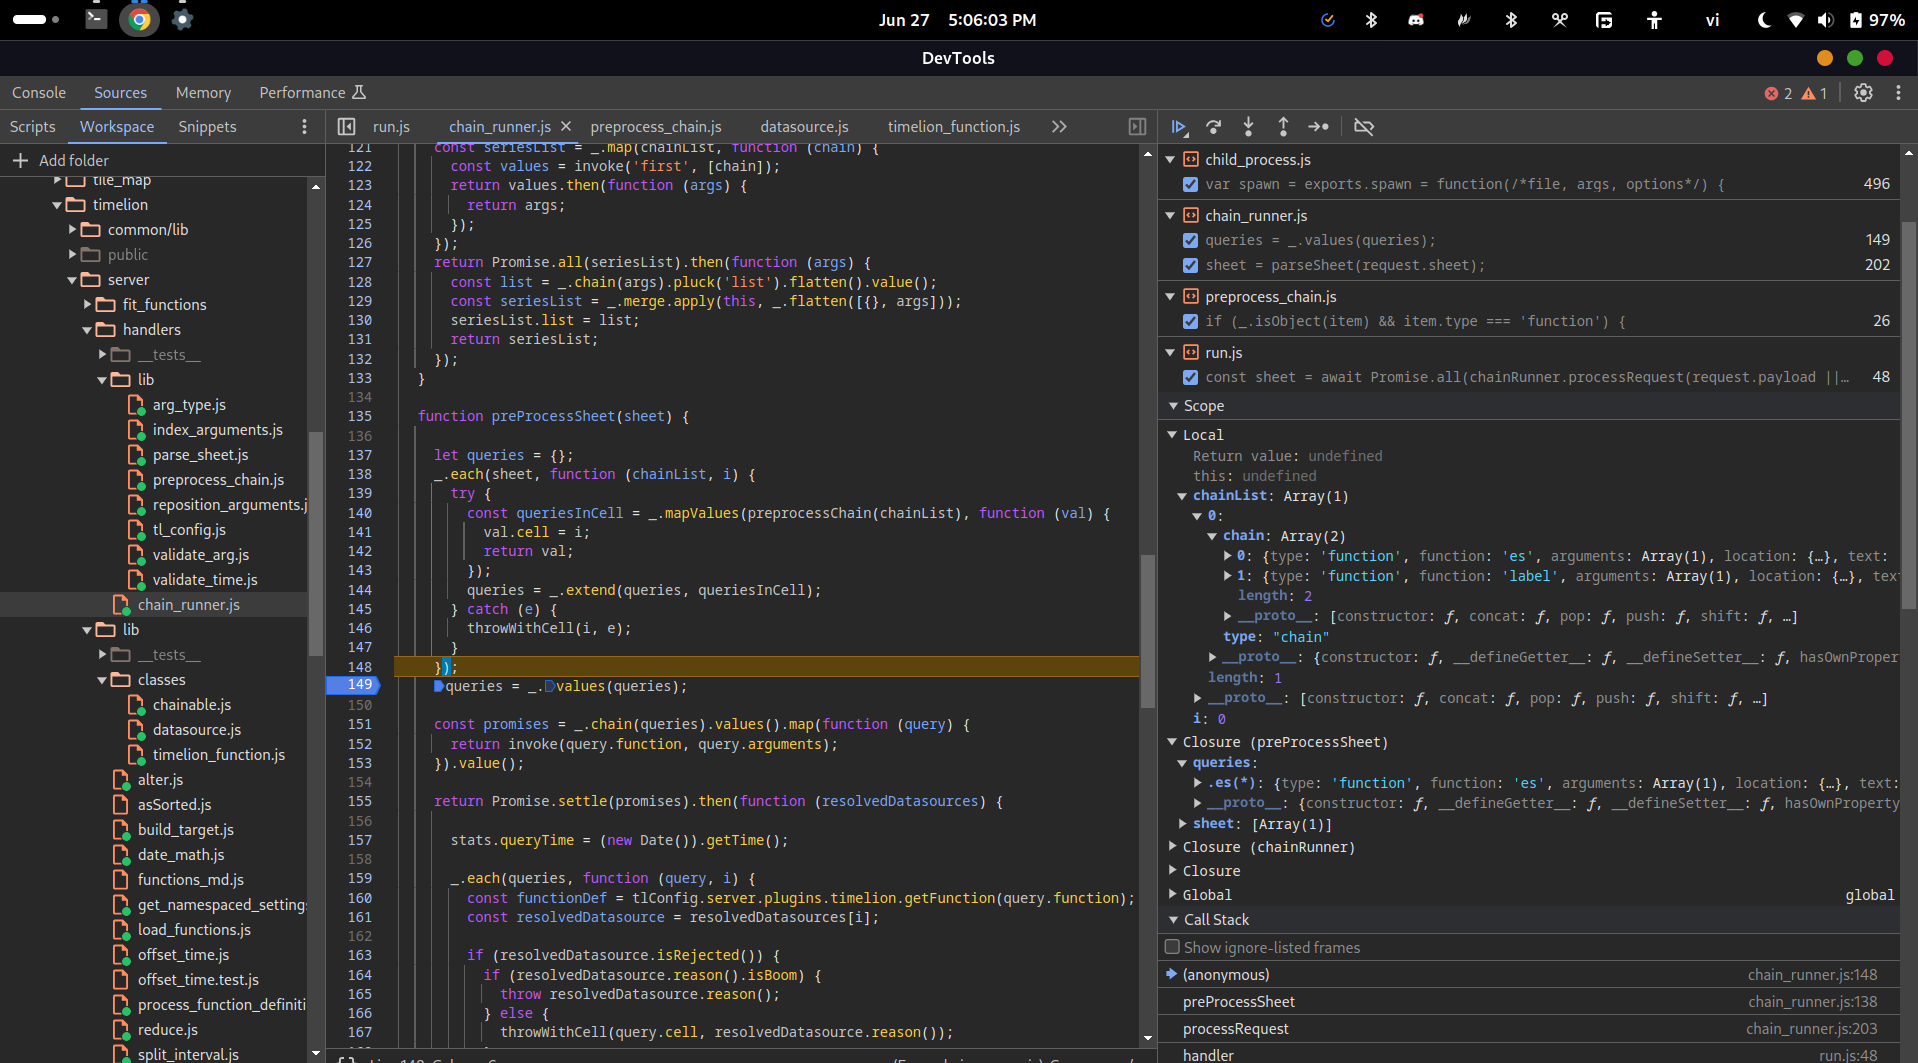 Jun 27 5:06:03 PM
vi
97%
DevTools
Console
Sources
Memory
Performance
2
1
Scripts
Workspace
Snippets
Add folder
tile_map
timelion
common/lib
public
server
fit_functions
handlers
__tests__
lib
arg_type.js
index_arguments.js
parse_sheet.js
preprocess_chain.js
reposition_arguments.j
tl_config.js
validate_arg.js
validate_time.js
chain_runner.js
lib
__tests__
classes
chainable.js
datasource.js
timelion_function.js
alter.js
asSorted.js
build_target.js
date_math.js
functions_md.js
get_namespaced_settings
load_functions.js
offset_time.js
offset_time.test.js
process_function_definiti
reduce.js
split_interval.js
run.js
chain_runner.js
preprocess_chain.js
datasource.js
timelion_function.js
121 const seriesList = _.map(chainList, function (chain) {
122 const values = invoke('first', [chain]);
123 return values.then(function (args) {
124 return args;
125 });
126 });
127 return Promise.all(seriesList).then(function (args) {
128 const list = _.chain(args).pluck('list').flatten().value();
129 const seriesList = _.merge.apply(this, _.flatten([{}, args]));
130 seriesList.list = list;
131 return seriesList;
132 });
133 }
134
135 function preProcessSheet(sheet) {
136
137 let queries = {};
138 _.each(sheet, function (chainList, i) {
139 try {
140 const queriesInCell = _.mapValues(preprocessChain(chainList), function (val) {
141 val.cell = i;
142 return val;
143 });
144 queries = _.extend(queries, queriesInCell);
145 } catch (e) {
146 throwWithCell(i, e);
147 }
148 });
149 queries = _.values(queries);
150
151 const promises = _.chain(queries).values().map(function (query) {
152 return invoke(query.function, query.arguments);
153 }).value();
154
155 return Promise.settle(promises).then(function (resolvedDatasources) {
156
157 stats.queryTime = (new Date()).getTime();
158
159 _.each(queries, function (query, i) {
160 const functionDef = tlConfig.server.plugins.timelion.getFunction(query.function);
161 const resolvedDatasource = resolvedDatasources[i];
162
163 if (resolvedDatasource.isRejected()) {
164 if (resolvedDatasource.reason().isBoom) {
165 throw resolvedDatasource.reason();
166 } else {
167 throwWithCell(query.cell, resolvedDatasource.reason());
child_process.js
var spawn = exports.spawn = function(/*file, args, options*/) { 496
chain_runner.js
queries = _.values(queries); 149
sheet = parseSheet(request.sheet); 202
preprocess_chain.js
if (_.isObject(item) && item.type === 'function') { 26
run.js
const sheet = await Promise.all(chainRunner.processRequest(request.payload ||… 48
Scope
Local
Return value: undefined
this: undefined
chainList: Array(1)
0:
chain: Array(2)
0: {type: 'function', function: 'es', arguments: Array(1), location: {…}, text:
1: {type: 'function', function: 'label', arguments: Array(1), location: {…}, tex
length: 2
__proto__: [constructor: ƒ, concat: ƒ, pop: ƒ, push: ƒ, shift: ƒ, …]
type: "chain"
__proto__: {constructor: ƒ, __defineGetter__: ƒ, __defineSetter__: ƒ, hasOwnPrope
length: 1
__proto__: [constructor: ƒ, concat: ƒ, pop: ƒ, push: ƒ, shift: ƒ, …]
i: 0
Closure (preProcessSheet)
queries:
.es(*): {type: 'function', function: 'es', arguments: Array(1), location: {…}, text:
__proto__: {constructor: ƒ, __defineGetter__: ƒ, __defineSetter__: ƒ, hasOwnProperty
sheet: [Array(1)]
Closure (chainRunner)
Closure
Global global
Call Stack
Show ignore-listed frames
(anonymous) chain_runner.js:148
preProcessSheet chain_runner.js:138
processRequest chain_runner.js:203
handler run.js:48